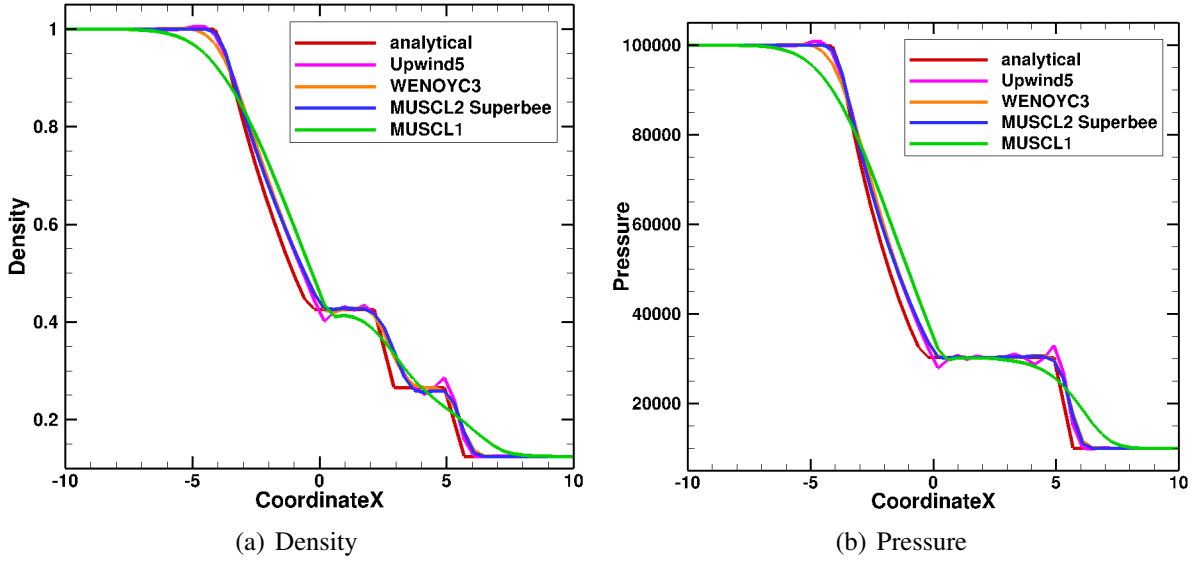 1
0.8
0.6
0.4
0.2
Density
-10
-5
0
5
10
CoordinateX
analytical
Upwind5
WENOYC3
MUSCL2 Superbee
MUSCL1
(a) Density
100000
80000
60000
40000
20000
Pressure
-10
-5
0
5
10
CoordinateX
analytical
Upwind5
WENOYC3
MUSCL2 Superbee
MUSCL1
(b) Pressure